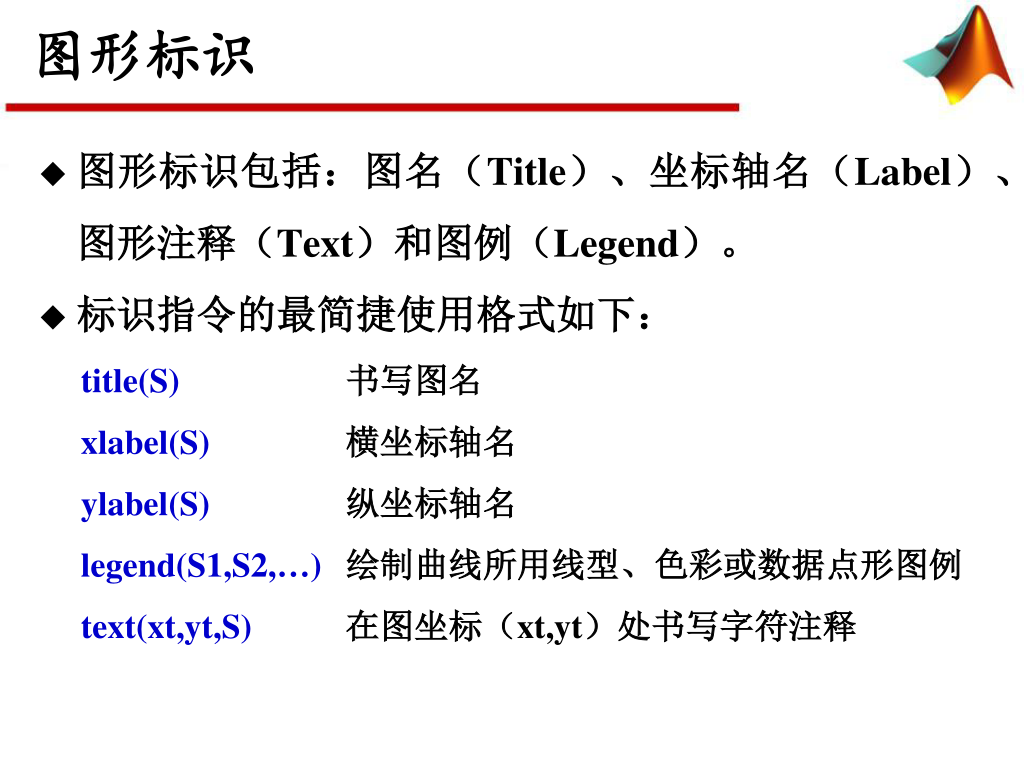 图形标识
◆ 图形标识包括：图名（Title）、坐标轴名（Label）、
图形注释（Text）和图例（Legend）。
◆ 标识指令的最简捷使用格式如下：
title(S) 书写图名
xlabel(S) 横坐标轴名
ylabel(S) 纵坐标轴名
legend(S1,S2,…) 绘制曲线所用线型、色彩或数据点形图例
text(xt,yt,S) 在图坐标（xt,yt）处书写字符注释